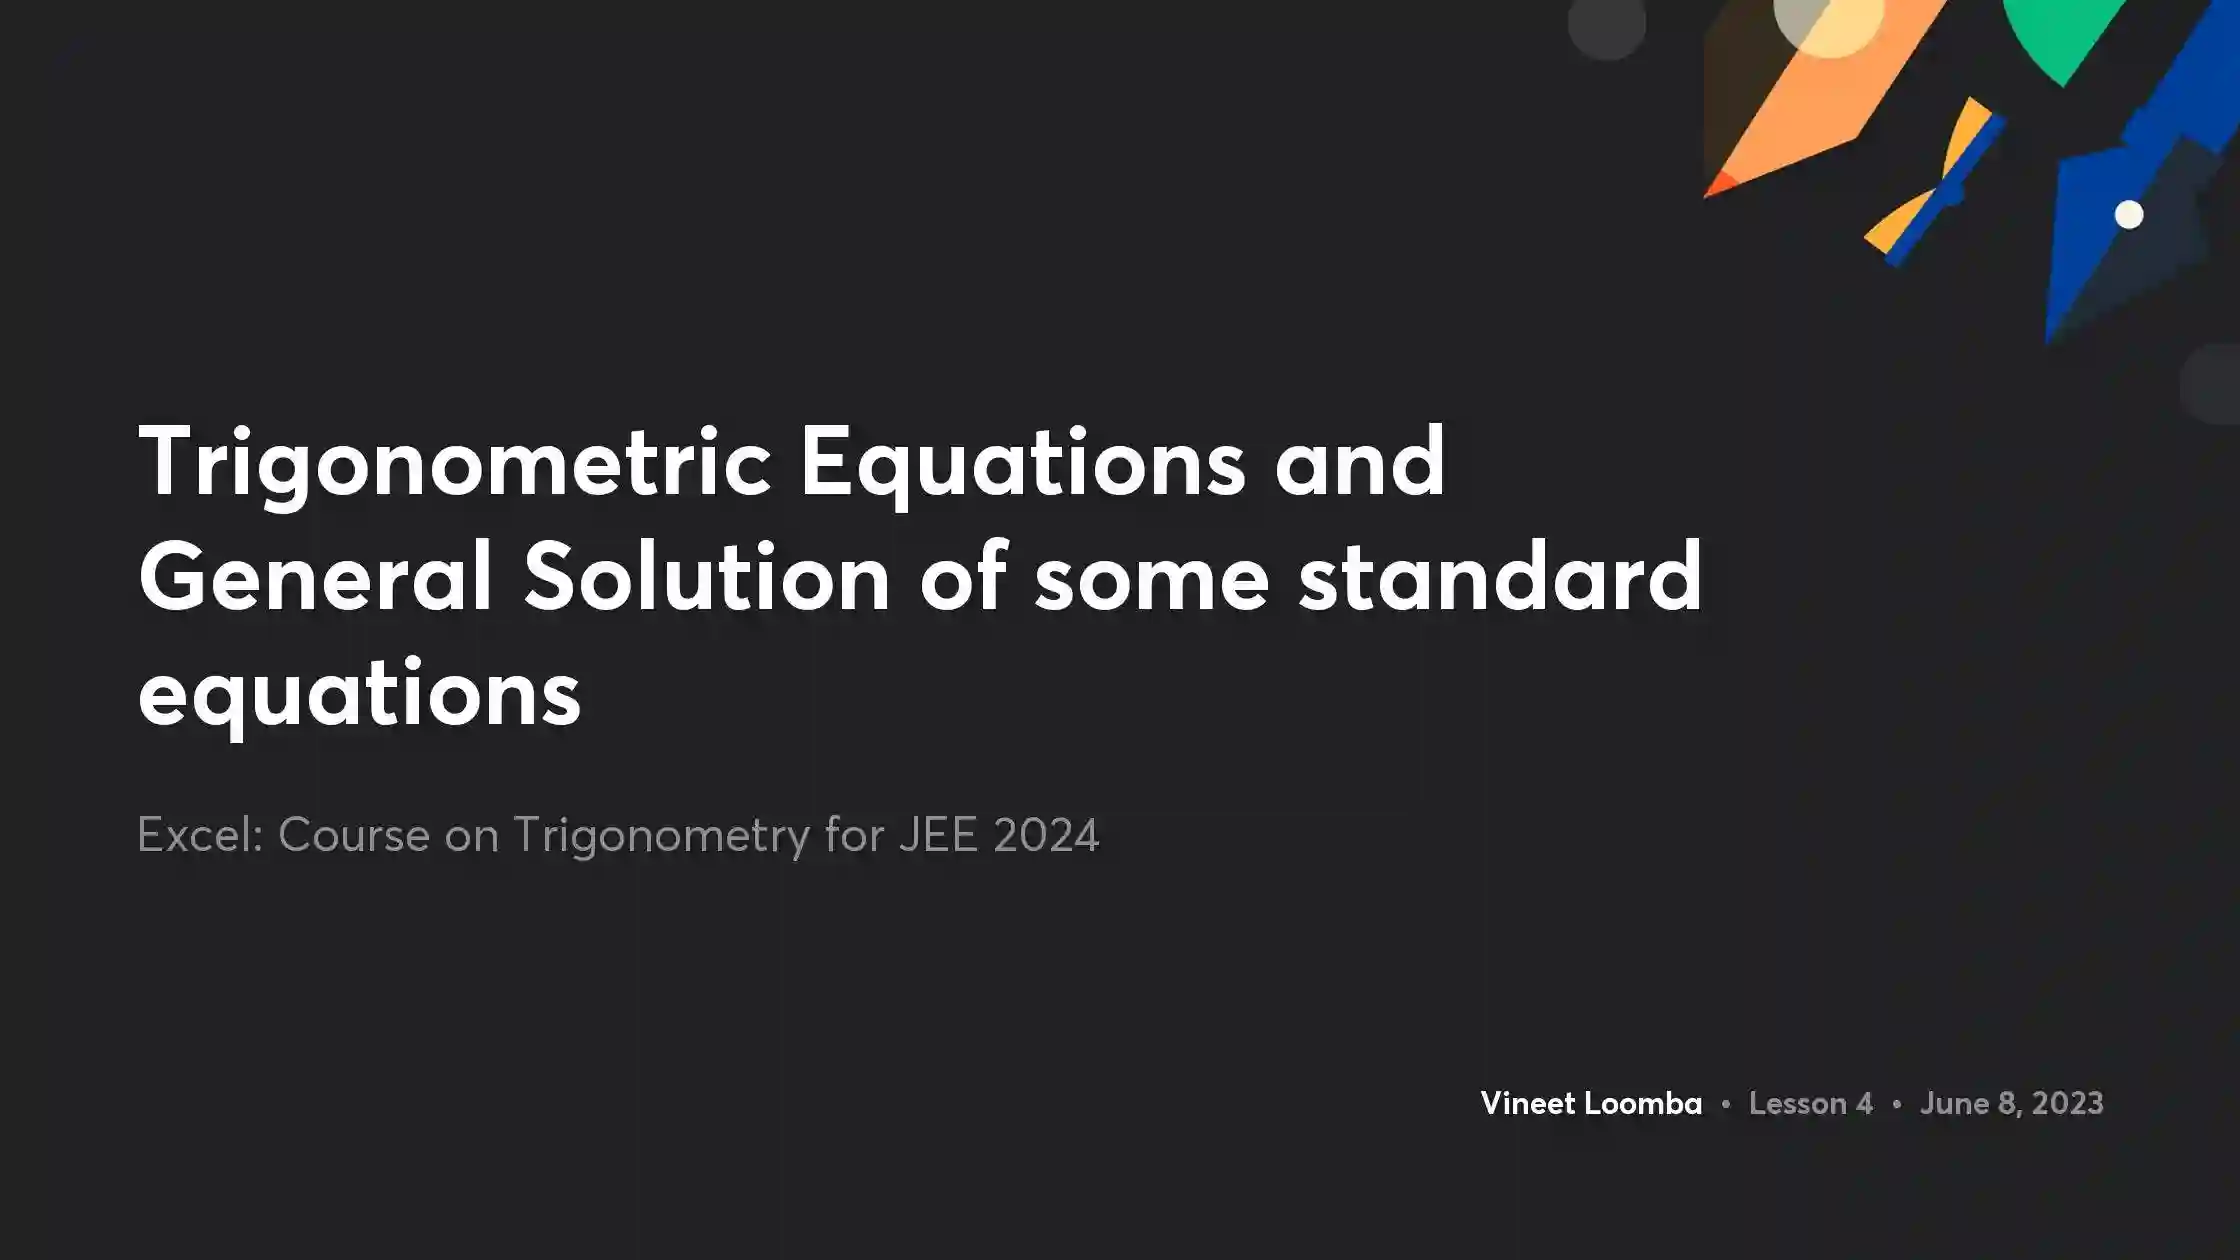 Trigonometric Equations and
General Solution of some standard
equations
Excel: Course on Trigonometry for JEE 2024
Vineet Loomba • Lesson 4 • June 8, 2023